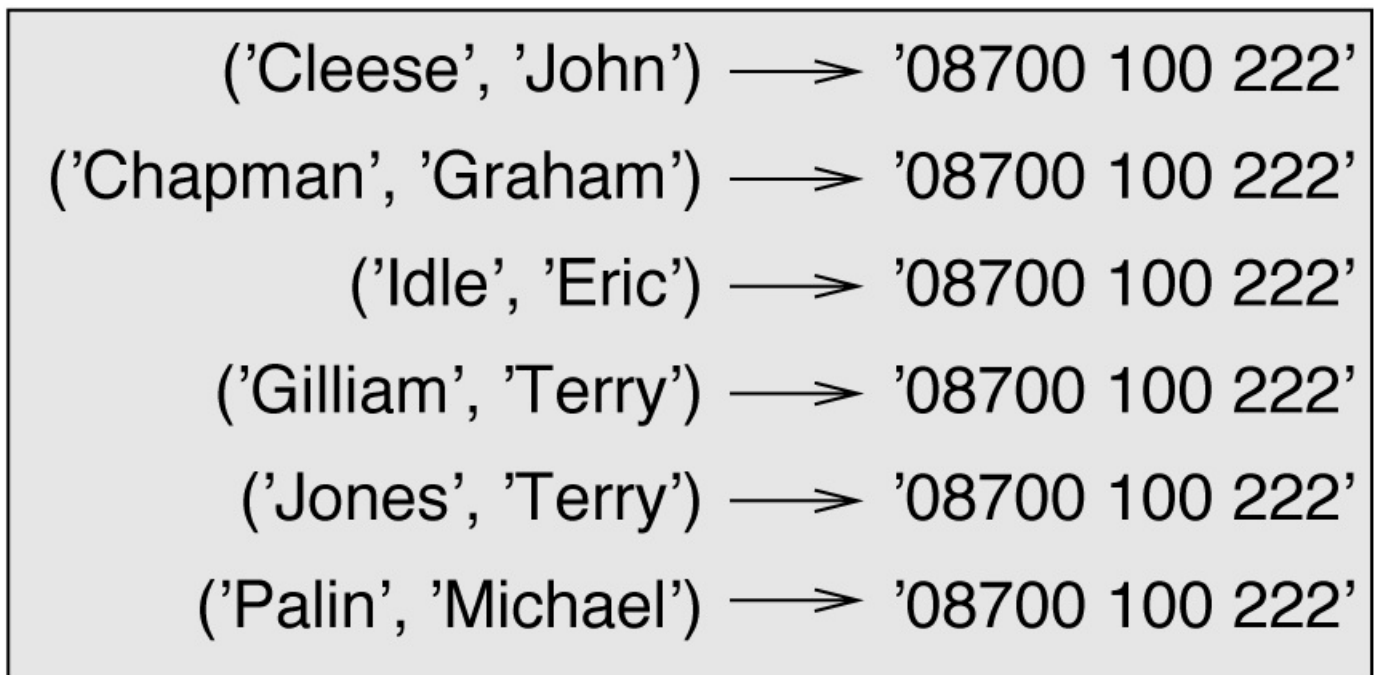 ('Cleese', 'John') → '08700 100 222'
('Chapman', 'Graham') → '08700 100 222'
('Idle', 'Eric') → '08700 100 222'
('Gilliam', 'Terry') → '08700 100 222'
('Jones', 'Terry') → '08700 100 222'
('Palin', 'Michael') → '08700 100 222'